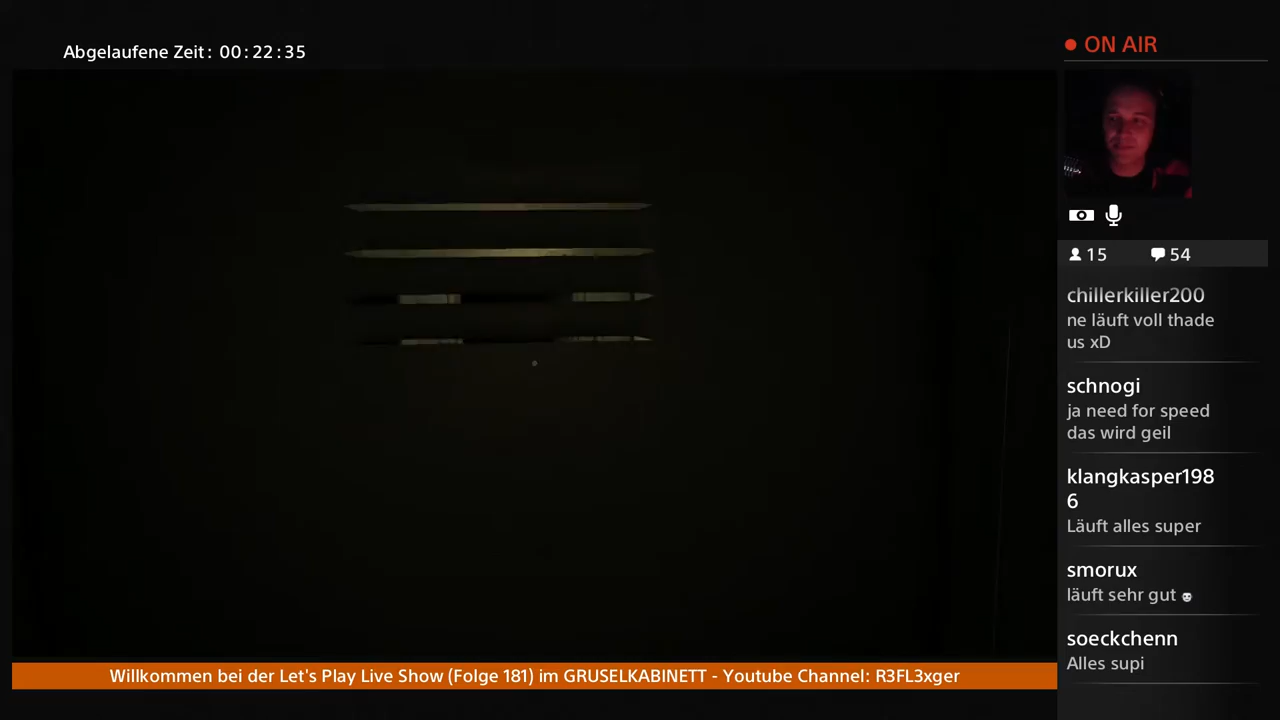 Abgelaufene Zeit: 00:22:35
ON AIR
15 54
chillerkiller200
ne läuft voll thade
us xD
schnogi
ja need for speed
das wird geil
klangkasper198
6
Läuft alles super
smorux
läuft sehr gut
soeckchenn
Alles supi
Willkommen bei der Let's Play Live Show (Folge 181) im GRUSELKABINETT - Youtube Channel: R3FL3xger